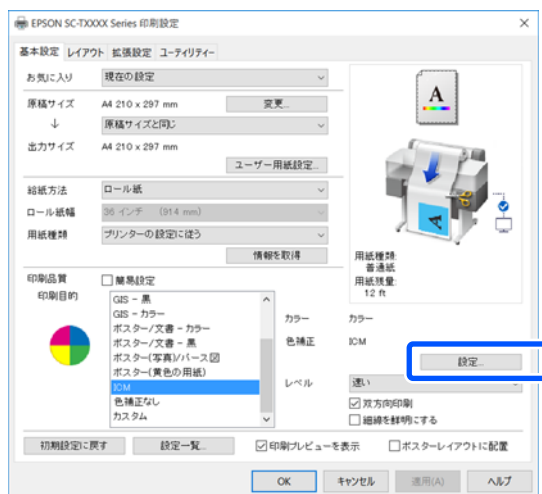 EPSON SC-TXXXX Series 印刷設定
基本設定 レイアウト 拡張設定 ユーティリティー
お気に入り 現在の設定
原稿サイズ A4 210 x 297 mm 変更...
↓ 原稿サイズと同じ
出力サイズ A4 210 x 297 mm
ユーザー用紙設定...
給紙方法 ロール紙
ロール紙幅 36 インチ (914 mm)
用紙種類 プリンターの設定に従う
情報を取得
A
A
用紙種類:
普通紙
用紙残量:
12 ft
印刷品質 簡易設定
印刷目的
GIS - 黒
GIS - カラー
ポスター/文書 - カラー
ポスター/文書 - 黒
ポスター(写真)/パース図
ポスター(黄色の用紙)
ICM
色補正なし
カスタム
カラー カラー
色補正 ICM
設定...
レベル 速い
双方向印刷
細線を鮮明にする
初期設定に戻す 設定一覧... 印刷プレビューを表示 ポスターレイアウトに配置
OK キャンセル 適用(A) ヘルプ